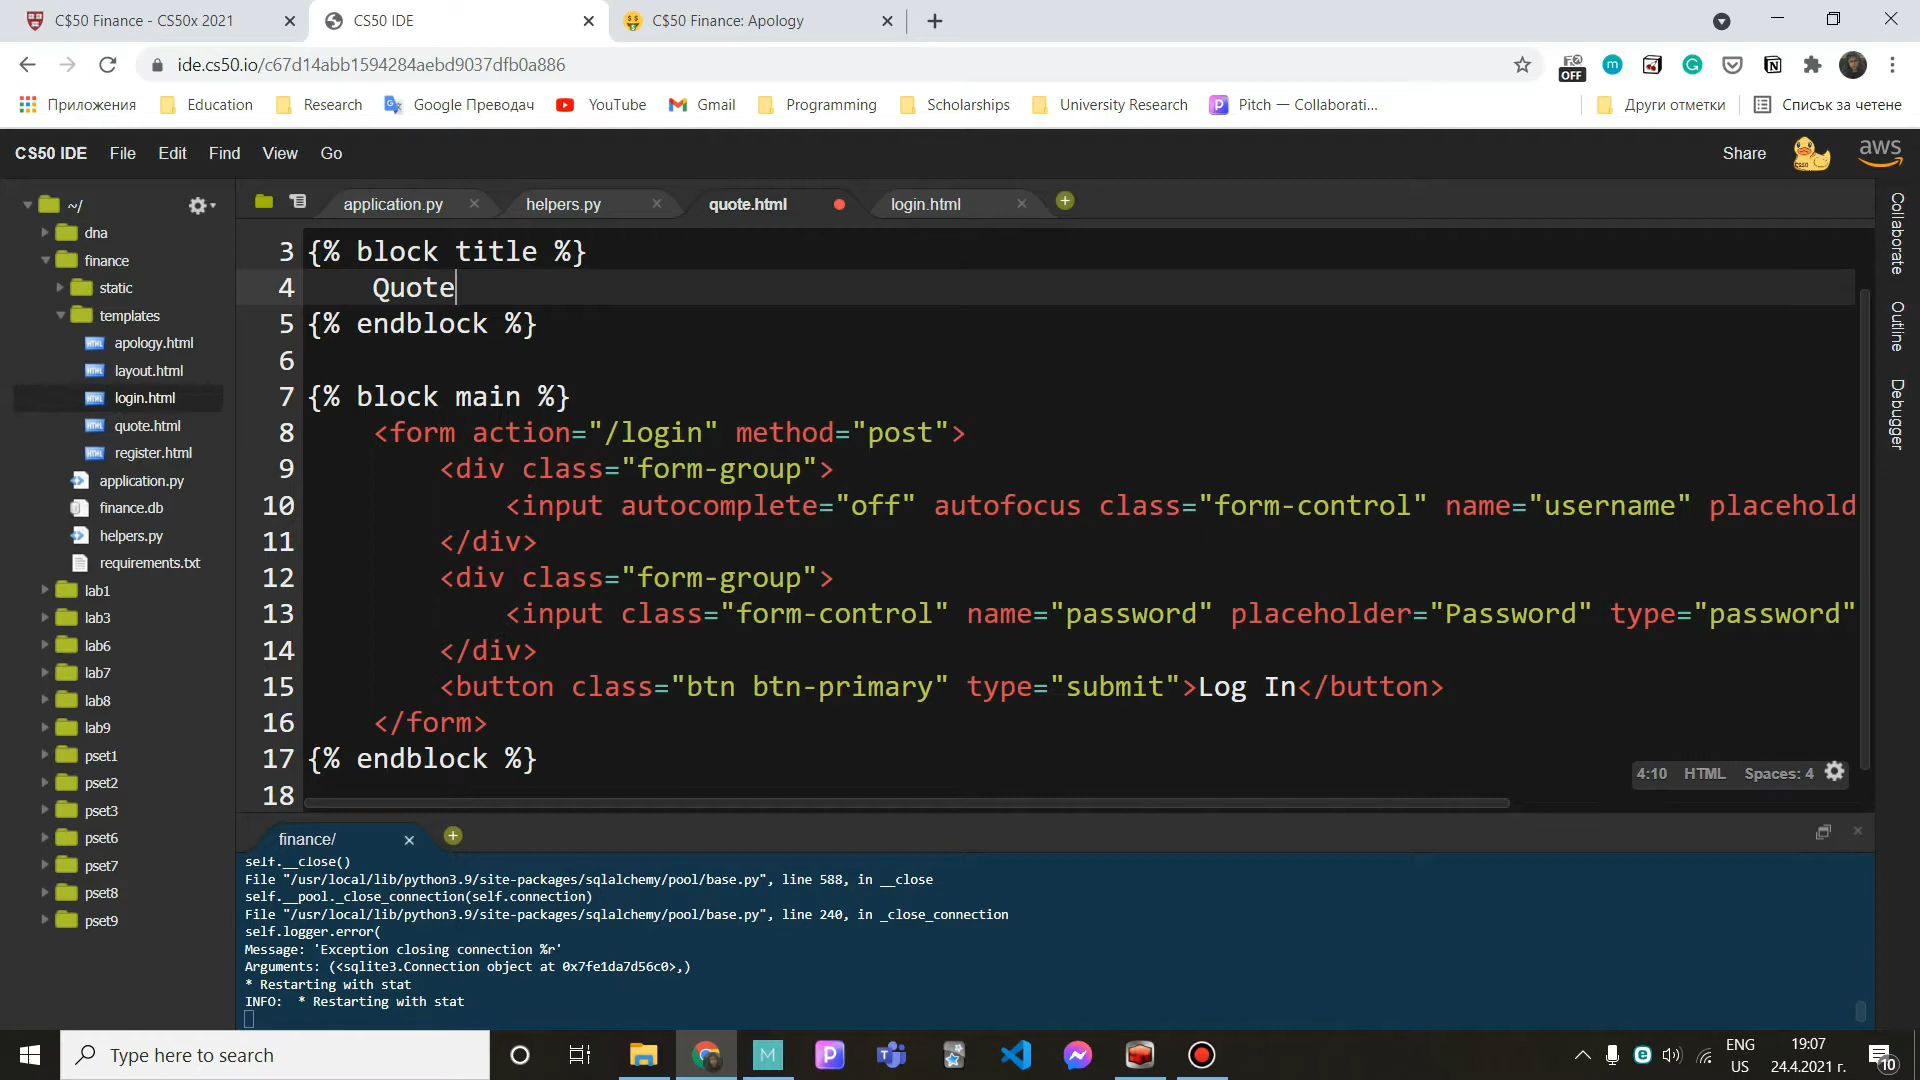 C$50 Finance - CS50x 2021
CS50 IDE
C$50 Finance: Apology
ide.cs50.io/c67d14abb1594284aebd9037dfb0a886
OFF
Приложения
Education
Research
Google Преводач
YouTube
Gmail
Programming
Scholarships
University Research
Pitch — Collaborati...
Други отметки
Списък за четене
CS50 IDE
File
Edit
Find
View
Go
Share
aws
~/
dna
finance
static
templates
apology.html
layout.html
login.html
quote.html
register.html
application.py
finance.db
helpers.py
requirements.txt
lab1
lab3
lab6
lab7
lab8
lab9
pset1
pset2
pset3
pset6
pset7
pset8
pset9
application.py
helpers.py
quote.html
login.html
3 {% block title %}
4     Quote
5 {% endblock %}
6
7 {% block main %}
8     <form action="/login" method="post">
9         <div class="form-group">
10             <input autocomplete="off" autofocus class="form-control" name="username" placehold
11         </div>
12         <div class="form-group">
13             <input class="form-control" name="password" placeholder="Password" type="password"
14         </div>
15         <button class="btn btn-primary" type="submit">Log In</button>
16     </form>
17 {% endblock %}
18
4:10 HTML Spaces: 4
Collaborate
Outline
Debugger
finance/
self.__close()
File "/usr/local/lib/python3.9/site-packages/sqlalchemy/pool/base.py", line 588, in __close
self.__pool._close_connection(self.connection)
File "/usr/local/lib/python3.9/site-packages/sqlalchemy/pool/base.py", line 240, in _close_connection
self.logger.error(
Message: 'Exception closing connection %r'
Arguments: (<sqlite3.Connection object at 0x7fe1da7d56c0>,)
* Restarting with stat
INFO:  * Restarting with stat
Type here to search
ENG
US
19:07
24.4.2021 г.
10